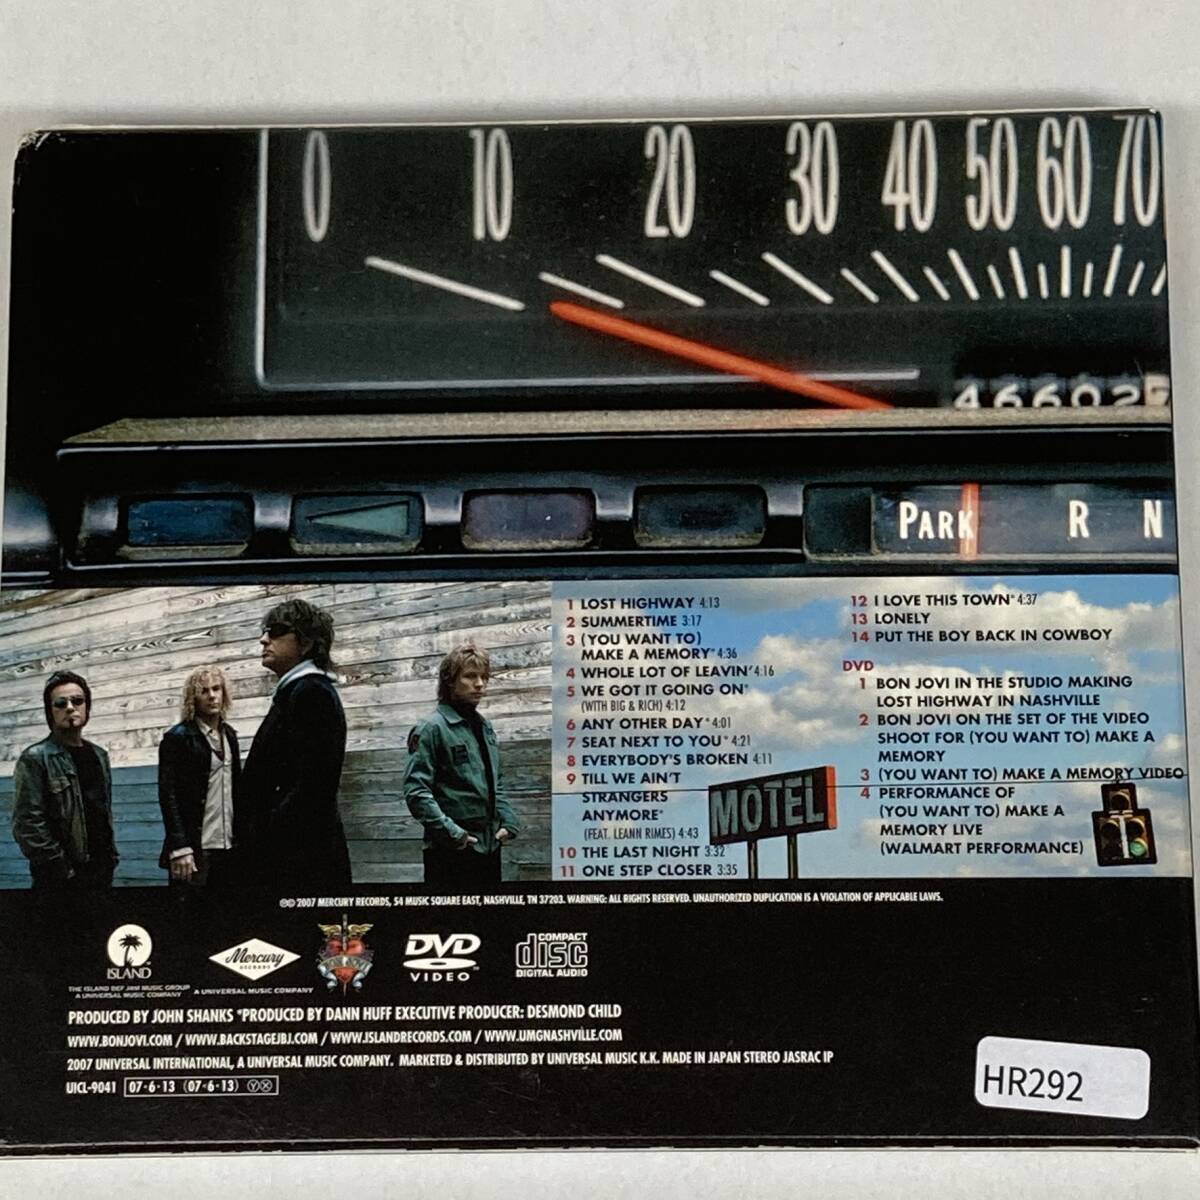 0 10 20 30 40 50 60 70
46602
PARK R N
1 LOST HIGHWAY 4:13
2 SUMMERTIME 3:17
3 (YOU WANT TO)
MAKE A MEMORY* 4:36
4 WHOLE LOT OF LEAVIN' 4:16
5 WE GOT IT GOING ON*
(WITH BIG & RICH) 4:12
6 ANY OTHER DAY* 4:01
7 SEAT NEXT TO YOU* 4:21
8 EVERYBODY'S BROKEN 4:11
9 TILL WE AIN'T
STRANGERS
ANYMORE*
(FEAT. LEANN RIMES) 4:43
10 THE LAST NIGHT 3:32
11 ONE STEP CLOSER 3:35
MOTEL
12 I LOVE THIS TOWN* 4:37
13 LONELY
14 PUT THE BOY BACK IN COWBOY
DVD
1 BON JOVI IN THE STUDIO MAKING
LOST HIGHWAY IN NASHVILLE
2 BON JOVI ON THE SET OF THE VIDEO
SHOOT FOR (YOU WANT TO) MAKE A
MEMORY
3 (YOU WANT TO) MAKE A MEMORY VIDEO
4 PERFORMANCE OF
(YOU WANT TO) MAKE A
MEMORY LIVE
(WALMART PERFORMANCE)
℗© 2007 MERCURY RECORDS, 54 MUSIC SQUARE EAST, NASHVILLE, TN 37203. WARNING: ALL RIGHTS RESERVED. UNAUTHORIZED DUPLICATION IS A VIOLATION OF APPLICABLE LAWS.
ISLAND
THE ISLAND DEF JAM MUSIC GROUP
A UNIVERSAL MUSIC COMPANY
Mercury
RECORDS
A UNIVERSAL MUSIC COMPANY
BON JOVI
DVD
VIDEO
COMPACT
disc
DIGITAL AUDIO
PRODUCED BY JOHN SHANKS *PRODUCED BY DANN HUFF EXECUTIVE PRODUCER: DESMOND CHILD
WWW.BONJOVI.COM / WWW.BACKSTAGEJBJ.COM / WWW.ISLANDRECORDS.COM / WWW.UMGNASHVILLE.COM
2007 UNIVERSAL INTERNATIONAL, A UNIVERSAL MUSIC COMPANY. MARKETED & DISTRIBUTED BY UNIVERSAL MUSIC K.K. MADE IN JAPAN STEREO JASRAC IP
UICL-9041 07·6·13 (07·6·13) Ⓨ Ⓧ
HR292